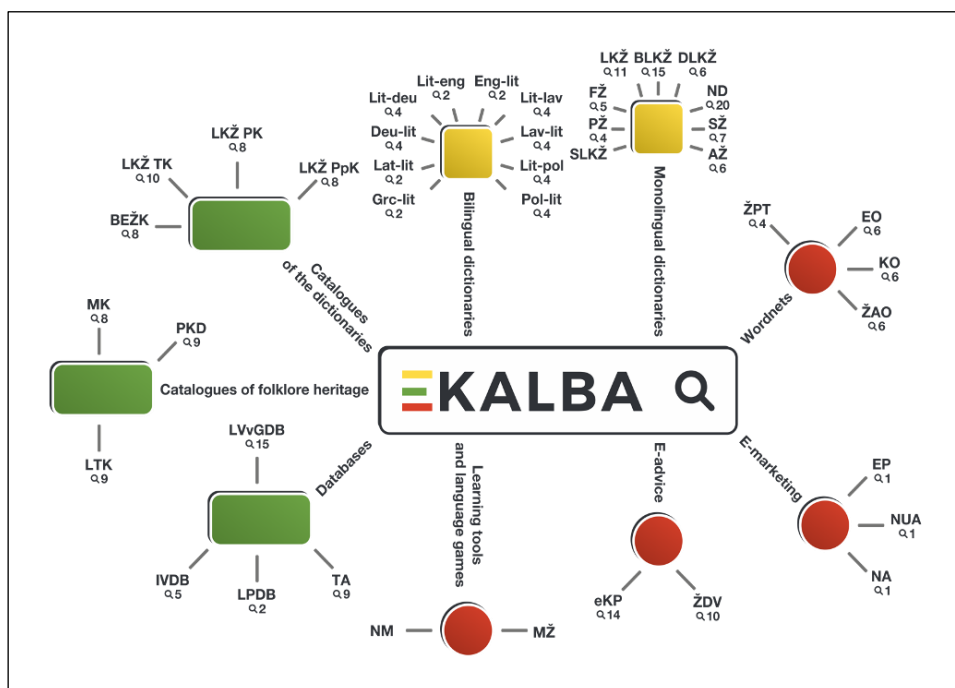 LKŽ
11
BLKŽ
15
DLKŽ
6
FŽ
5
ND
20
PŽ
4
SŽ
7
SLKŽ
AŽ
6
Monolingual dictionaries
Lit-eng
2
Eng-lit
2
Lit-deu
4
Lit-lav
4
Deu-lit
4
Lav-lit
4
Lat-lit
2
Lit-pol
4
Grc-lit
2
Pol-lit
4
Bilingual dictionaries
LKŽ PK
8
LKŽ TK
10
LKŽ PpK
8
BEŽK
8
Catalogues
of the dictionaries
ŽPT
4
EO
6
KO
6
ŽAO
6
Wordnets
MK
8
PKD
9
LTK
9
Catalogues of folklore heritage
EKALBA
LVvGDB
15
IVDB
5
LPDB
2
TA
9
Databases
Learning tools
and language games
NM
MŽ
E-advice
eKP
14
ŽDV
10
E-marketing
EP
1
NUA
1
NA
1